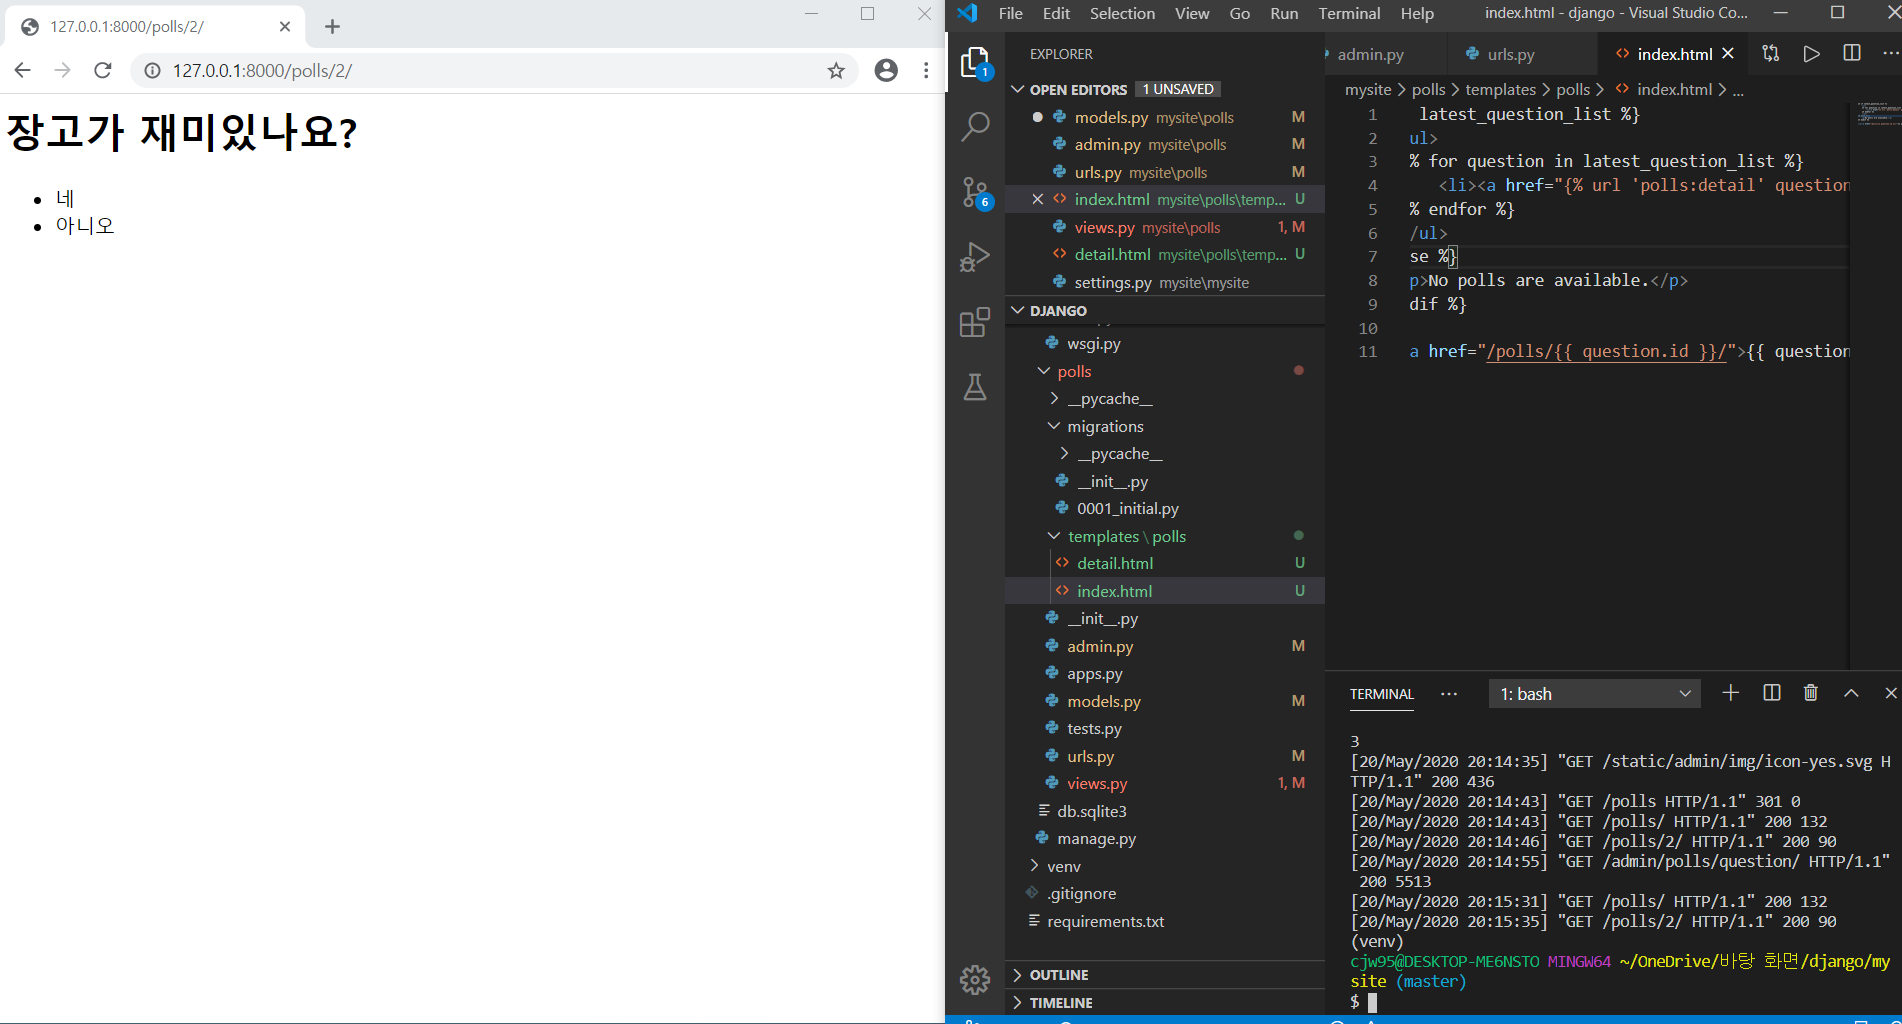 127.0.0.1:8000/polls/2/
127.0.0.1:8000/polls/2/
장고가 재미있나요?
네
아니오
File Edit Selection View Go Run Terminal Help
index.html - django - Visual Studio Co...
EXPLORER
1
6
OPEN EDITORS 1 UNSAVED
models.py mysite\polls M
admin.py mysite\polls M
urls.py mysite\polls M
index.html mysite\polls\temp... U
views.py mysite\polls 1, M
detail.html mysite\polls\temp... U
settings.py mysite\mysite
DJANGO
wsgi.py
polls
__pycache__
migrations
__pycache__
__init__.py
0001_initial.py
templates \ polls
detail.html U
index.html U
__init__.py
admin.py M
apps.py
models.py M
tests.py
urls.py M
views.py 1, M
db.sqlite3
manage.py
venv
.gitignore
requirements.txt
OUTLINE
TIMELINE
admin.py urls.py index.html
mysite > polls > templates > polls > index.html > ...
1 latest_question_list %}
2 ul>
3 % for question in latest_question_list %}
4 <li><a href="{% url 'polls:detail' question
5 % endfor %}
6 /ul>
7 se %}
8 p>No polls are available.</p>
9 dif %}
10
11 a href="/polls/{{ question.id }}/">{{ question
TERMINAL ... 1: bash
3
[20/May/2020 20:14:35] "GET /static/admin/img/icon-yes.svg H
TTP/1.1" 200 436
[20/May/2020 20:14:43] "GET /polls HTTP/1.1" 301 0
[20/May/2020 20:14:43] "GET /polls/ HTTP/1.1" 200 132
[20/May/2020 20:14:46] "GET /polls/2/ HTTP/1.1" 200 90
[20/May/2020 20:14:55] "GET /admin/polls/question/ HTTP/1.1"
200 5513
[20/May/2020 20:15:31] "GET /polls/ HTTP/1.1" 200 132
[20/May/2020 20:15:35] "GET /polls/2/ HTTP/1.1" 200 90
(venv)
cjw95@DESKTOP-ME6NSTO MINGW64 ~/OneDrive/바탕 화면/django/my
site (master)
$